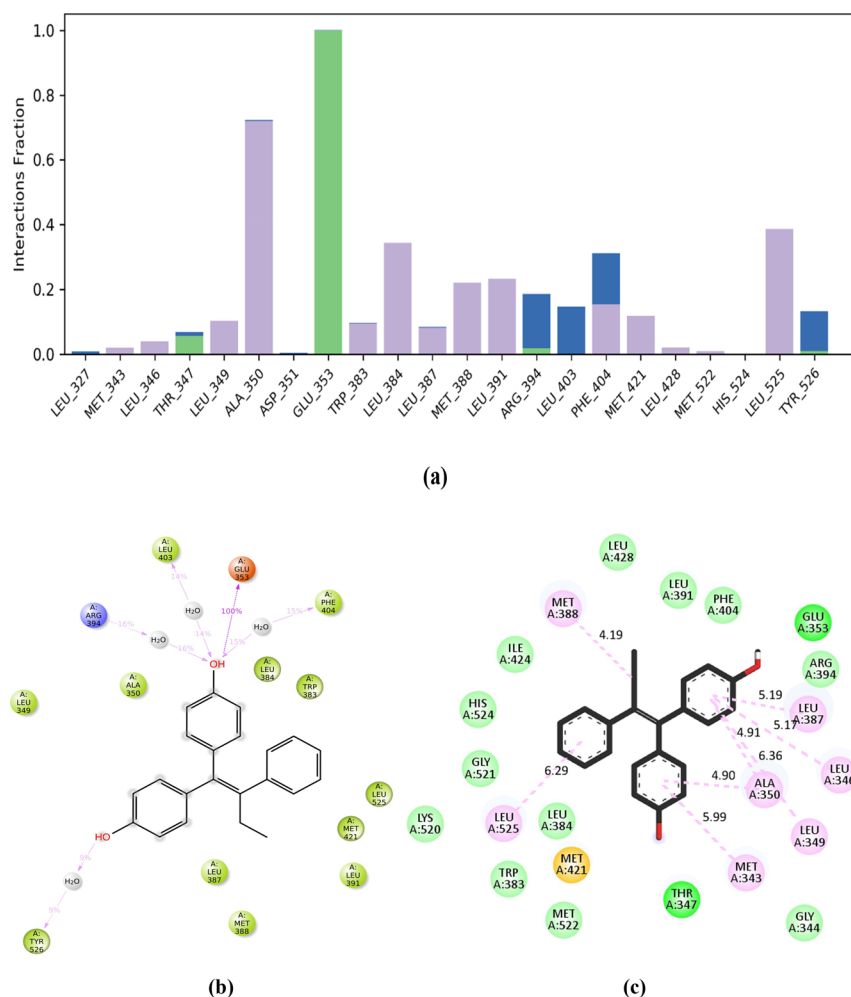 1.0
0.8
0.6
0.4
0.2
0.0
Interactions Fraction
LEU_327
MET_343
LEU_346
THR_347
LEU_349
ALA_350
ASP_351
GLU_353
TRP_383
LEU_384
LEU_387
MET_388
LEU_391
ARG_394
LEU_403
PHE_404
MET_421
LEU_428
MET_522
HIS_524
LEU_525
TYR_526
(a)
A:
LEU
403
A:
GLU
353
A:
ARG
394
A:
PHE
404
14%
100%
15%
H₂O
H₂O
16%
H₂O
16%
14%
15%
OH
A:
LEU
384
A:
TRP
383
A:
ALA
350
A:
LEU
349
A:
LEU
525
A:
MET
421
A:
LEU
391
HO
9%
H₂O
9%
A:
LEU
387
A:
MET
388
A:
TYR
526
(b)
LEU
A:428
MET
A:388
LEU
A:391
PHE
A:404
GLU
A:353
4.19
ILE
A:424
ARG
A:394
HIS
A:524
5.19
LEU
A:387
5.17
4.91
GLY
A:521
6.29
6.36
LEU
A:346
4.90
ALA
A:350
LYS
A:520
LEU
A:525
LEU
A:384
5.99
LEU
A:349
TRP
A:383
MET
A:421
MET
A:343
MET
A:522
THR
A:347
GLY
A:344
(c)